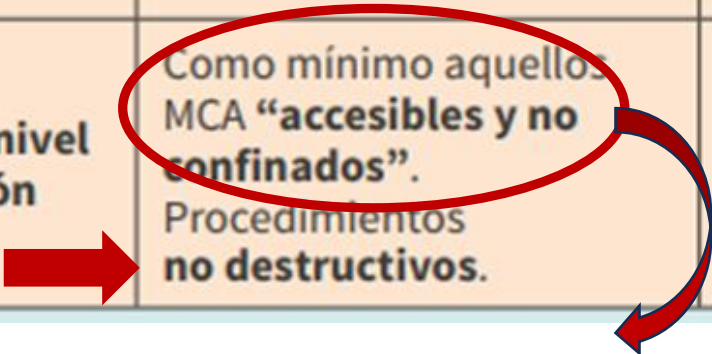 nivel
ón
Como mínimo aquellos
MCA “accesibles y no
confinados”.
Procedimientos
no destructivos.